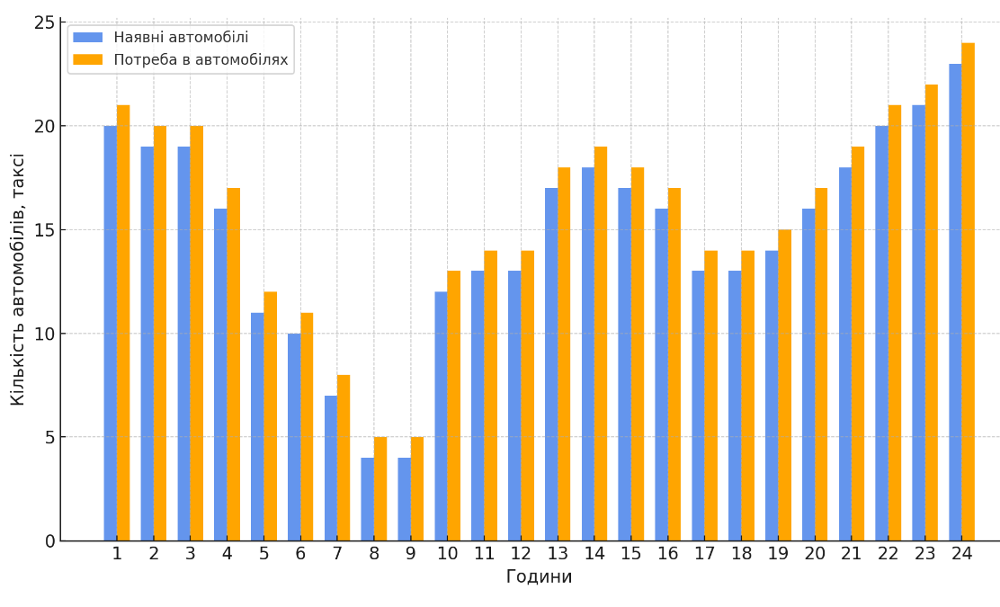 25
20
15
10
5
0
Наявні автомобілі
Потреба в автомобілях
Кількість автомобілів, таксі
1 2 3 4 5 6 7 8 9 10 11 12 13 14 15 16 17 18 19 20 21 22 23 24
Години